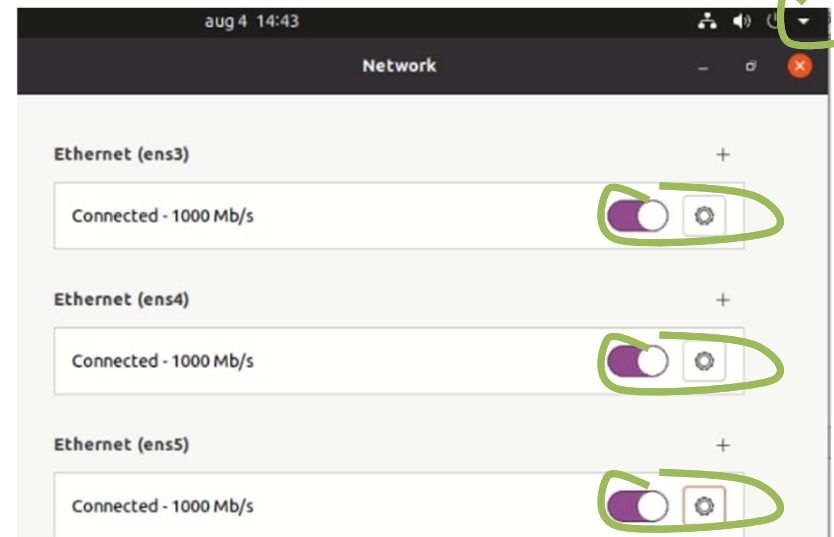 aug 4 14:43
Network
Ethernet (ens3)
Connected - 1000 Mb/s
Ethernet (ens4)
Connected - 1000 Mb/s
Ethernet (ens5)
Connected - 1000 Mb/s